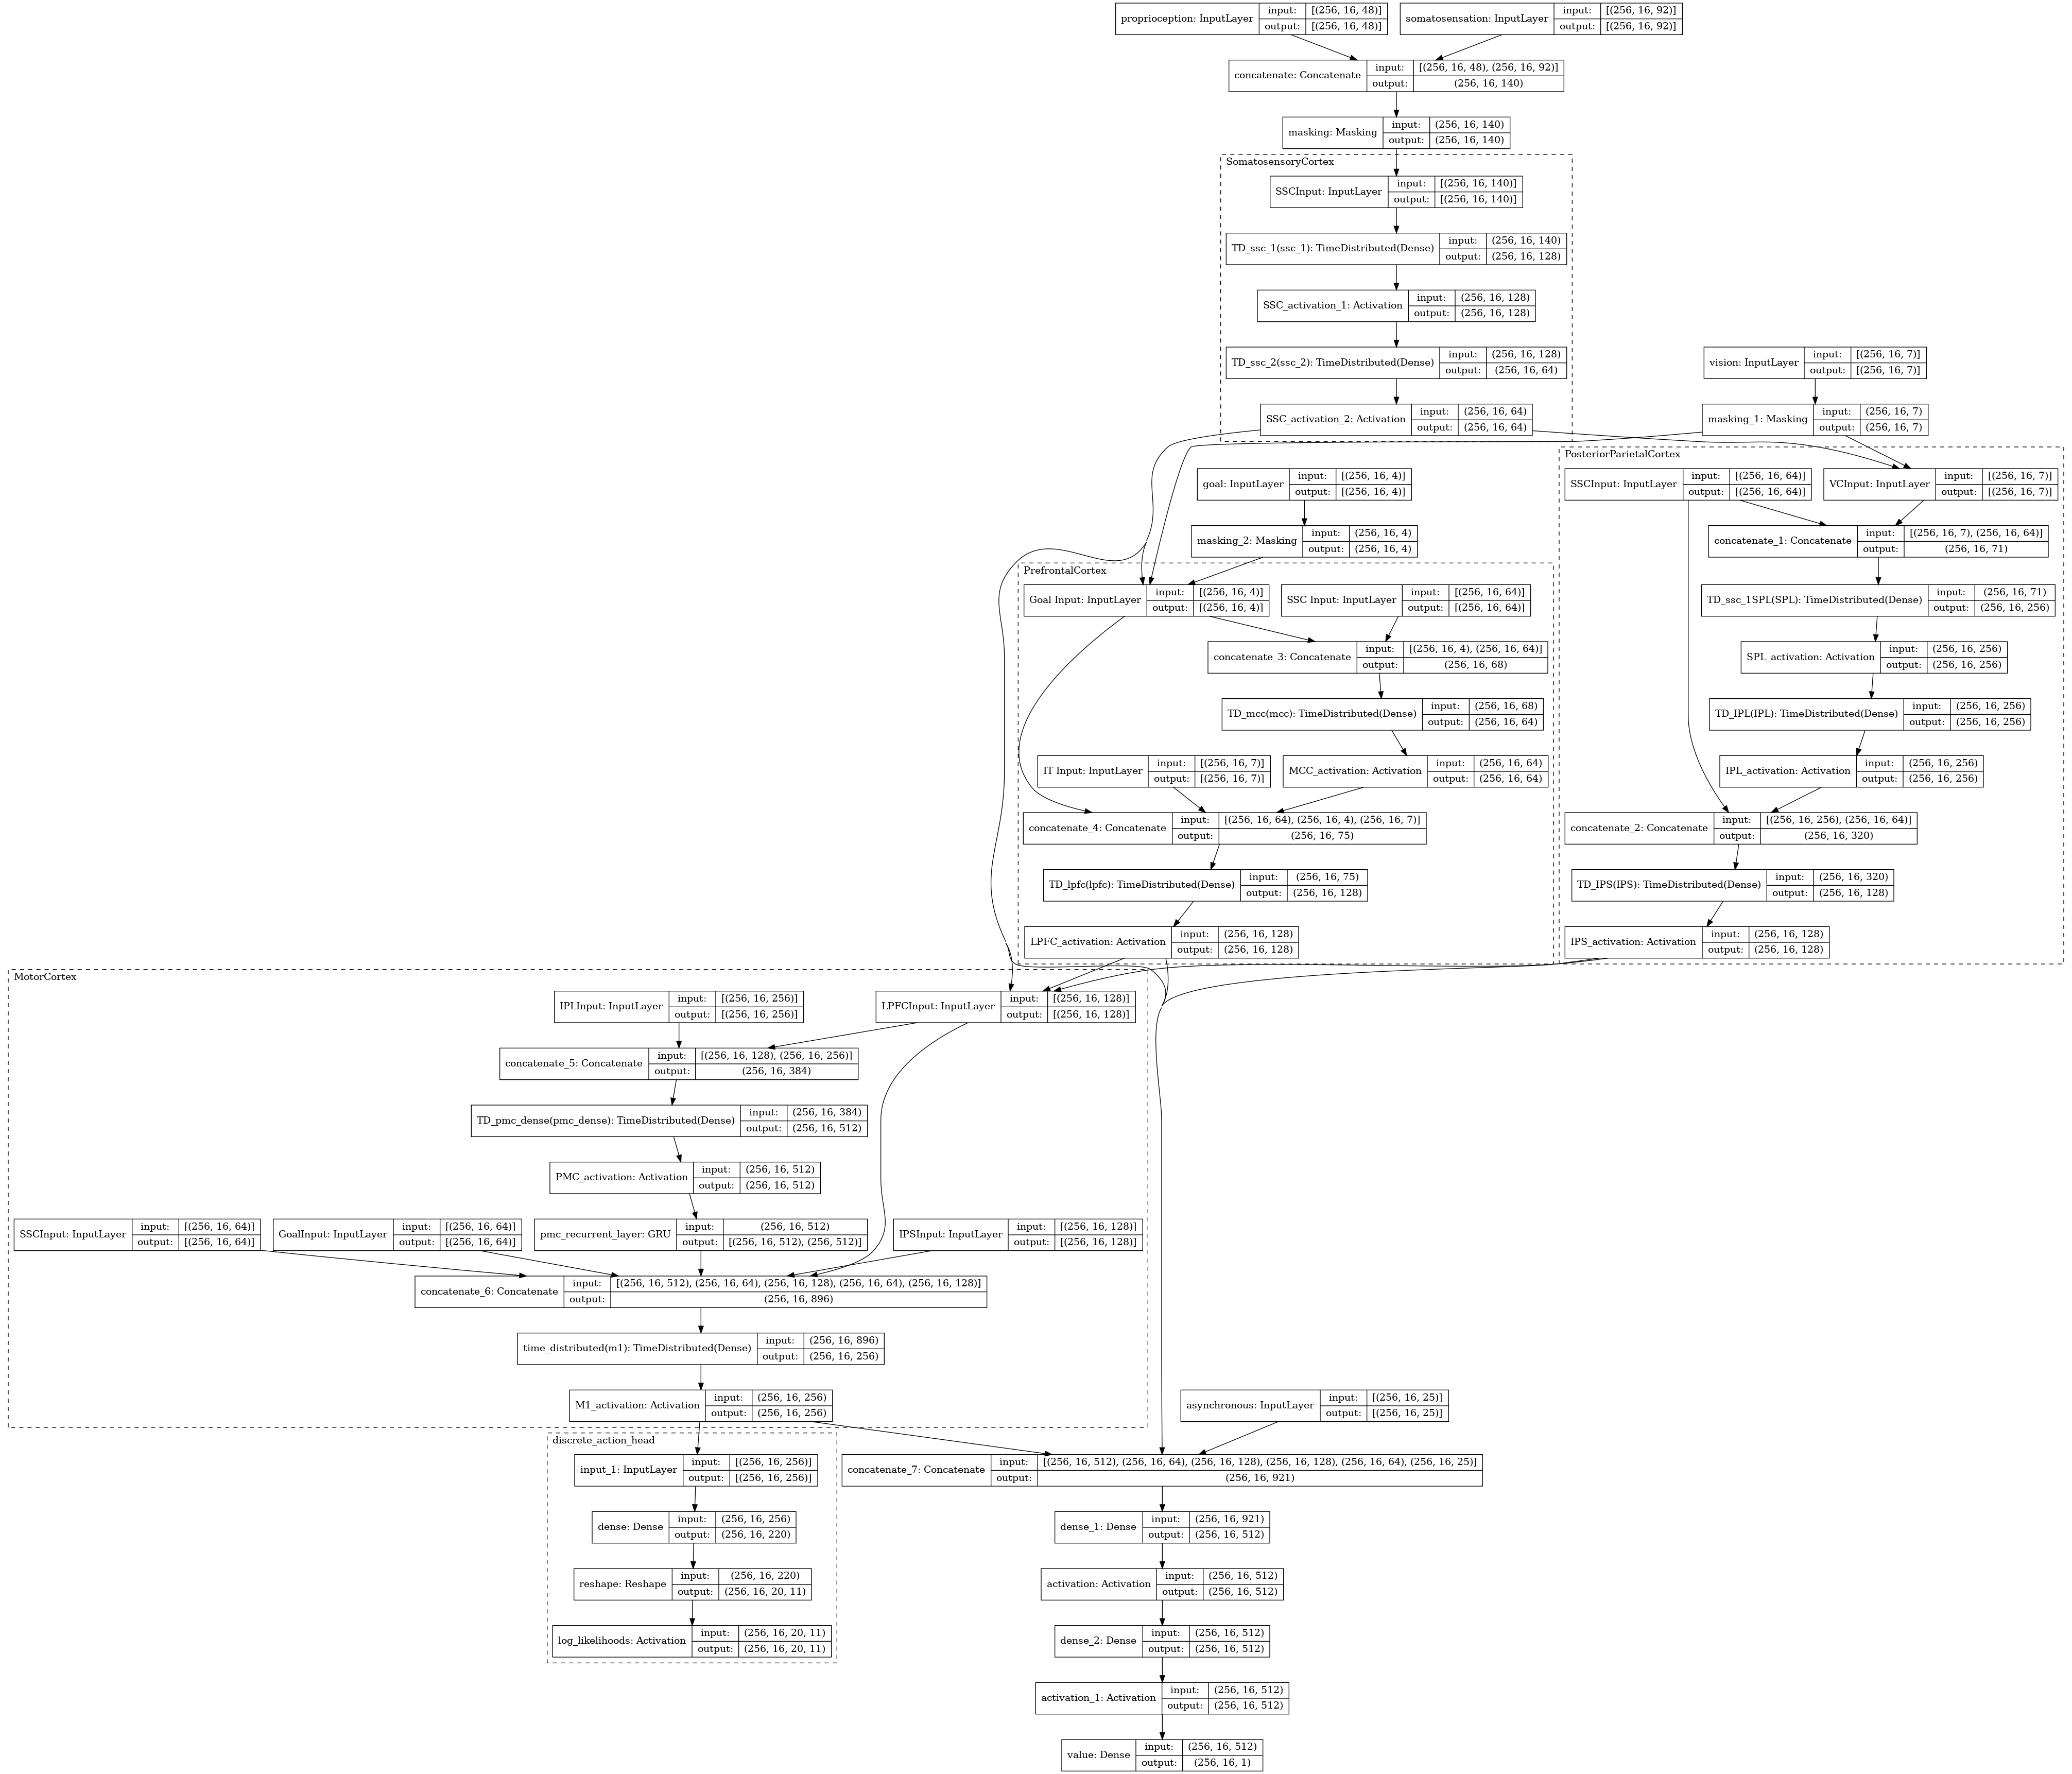 proprioception: InputLayer
input: [(256, 16, 48)]
output: [(256, 16, 48)]
somatosensation: InputLayer
input: [(256, 16, 92)]
output: [(256, 16, 92)]
concatenate: Concatenate
input: [(256, 16, 48), (256, 16, 92)]
output: (256, 16, 140)
masking: Masking
input: (256, 16, 140)
output: (256, 16, 140)
SomatosensoryCortex
SSCInput: InputLayer
input: [(256, 16, 140)]
output: [(256, 16, 140)]
TD_ssc_1(ssc_1): TimeDistributed(Dense)
input: (256, 16, 140)
output: (256, 16, 128)
SSC_activation_1: Activation
input: (256, 16, 128)
output: (256, 16, 128)
TD_ssc_2(ssc_2): TimeDistributed(Dense)
input: (256, 16, 128)
output: (256, 16, 64)
vision: InputLayer
input: [(256, 16, 7)]
output: [(256, 16, 7)]
SSC_activation_2: Activation
input: (256, 16, 64)
output: (256, 16, 64)
masking_1: Masking
input: (256, 16, 7)
output: (256, 16, 7)
PosteriorParietalCortex
goal: InputLayer
input: [(256, 16, 4)]
output: [(256, 16, 4)]
SSCInput: InputLayer
input: [(256, 16, 64)]
output: [(256, 16, 64)]
VCInput: InputLayer
input: [(256, 16, 7)]
output: [(256, 16, 7)]
masking_2: Masking
input: (256, 16, 4)
output: (256, 16, 4)
concatenate_1: Concatenate
input: [(256, 16, 7), (256, 16, 64)]
output: (256, 16, 71)
PrefrontalCortex
Goal Input: InputLayer
input: [(256, 16, 4)]
output: [(256, 16, 4)]
SSC Input: InputLayer
input: [(256, 16, 64)]
output: [(256, 16, 64)]
TD_ssc_1SPL(SPL): TimeDistributed(Dense)
input: (256, 16, 71)
output: (256, 16, 256)
concatenate_3: Concatenate
input: [(256, 16, 4), (256, 16, 64)]
output: (256, 16, 68)
SPL_activation: Activation
input: (256, 16, 256)
output: (256, 16, 256)
TD_mcc(mcc): TimeDistributed(Dense)
input: (256, 16, 68)
output: (256, 16, 64)
TD_IPL(IPL): TimeDistributed(Dense)
input: (256, 16, 256)
output: (256, 16, 256)
IT Input: InputLayer
input: [(256, 16, 7)]
output: [(256, 16, 7)]
MCC_activation: Activation
input: (256, 16, 64)
output: (256, 16, 64)
IPL_activation: Activation
input: (256, 16, 256)
output: (256, 16, 256)
concatenate_4: Concatenate
input: [(256, 16, 64), (256, 16, 4), (256, 16, 7)]
output: (256, 16, 75)
concatenate_2: Concatenate
input: [(256, 16, 256), (256, 16, 64)]
output: (256, 16, 320)
TD_lpfc(lpfc): TimeDistributed(Dense)
input: (256, 16, 75)
output: (256, 16, 128)
TD_IPS(IPS): TimeDistributed(Dense)
input: (256, 16, 320)
output: (256, 16, 128)
LPFC_activation: Activation
input: (256, 16, 128)
output: (256, 16, 128)
IPS_activation: Activation
input: (256, 16, 128)
output: (256, 16, 128)
MotorCortex
IPLInput: InputLayer
input: [(256, 16, 256)]
output: [(256, 16, 256)]
LPFCInput: InputLayer
input: [(256, 16, 128)]
output: [(256, 16, 128)]
concatenate_5: Concatenate
input: [(256, 16, 128), (256, 16, 256)]
output: (256, 16, 384)
TD_pmc_dense(pmc_dense): TimeDistributed(Dense)
input: (256, 16, 384)
output: (256, 16, 512)
PMC_activation: Activation
input: (256, 16, 512)
output: (256, 16, 512)
SSCInput: InputLayer
input: [(256, 16, 64)]
output: [(256, 16, 64)]
GoalInput: InputLayer
input: [(256, 16, 64)]
output: [(256, 16, 64)]
pmc_recurrent_layer: GRU
input: (256, 16, 512)
output: [(256, 16, 512), (256, 512)]
IPSInput: InputLayer
input: [(256, 16, 128)]
output: [(256, 16, 128)]
concatenate_6: Concatenate
input: [(256, 16, 512), (256, 16, 64), (256, 16, 128), (256, 16, 64), (256, 16, 128)]
output: (256, 16, 896)
time_distributed(m1): TimeDistributed(Dense)
input: (256, 16, 896)
output: (256, 16, 256)
M1_activation: Activation
input: (256, 16, 256)
output: (256, 16, 256)
asynchronous: InputLayer
input: [(256, 16, 25)]
output: [(256, 16, 25)]
discrete_action_head
input_1: InputLayer
input: [(256, 16, 256)]
output: [(256, 16, 256)]
concatenate_7: Concatenate
input: [(256, 16, 512), (256, 16, 64), (256, 16, 128), (256, 16, 128), (256, 16, 64), (256, 16, 25)]
output: (256, 16, 921)
dense: Dense
input: (256, 16, 256)
output: (256, 16, 220)
dense_1: Dense
input: (256, 16, 921)
output: (256, 16, 512)
reshape: Reshape
input: (256, 16, 220)
output: (256, 16, 20, 11)
activation: Activation
input: (256, 16, 512)
output: (256, 16, 512)
log_likelihoods: Activation
input: (256, 16, 20, 11)
output: (256, 16, 20, 11)
dense_2: Dense
input: (256, 16, 512)
output: (256, 16, 512)
activation_1: Activation
input: (256, 16, 512)
output: (256, 16, 512)
value: Dense
input: (256, 16, 512)
output: (256, 16, 1)